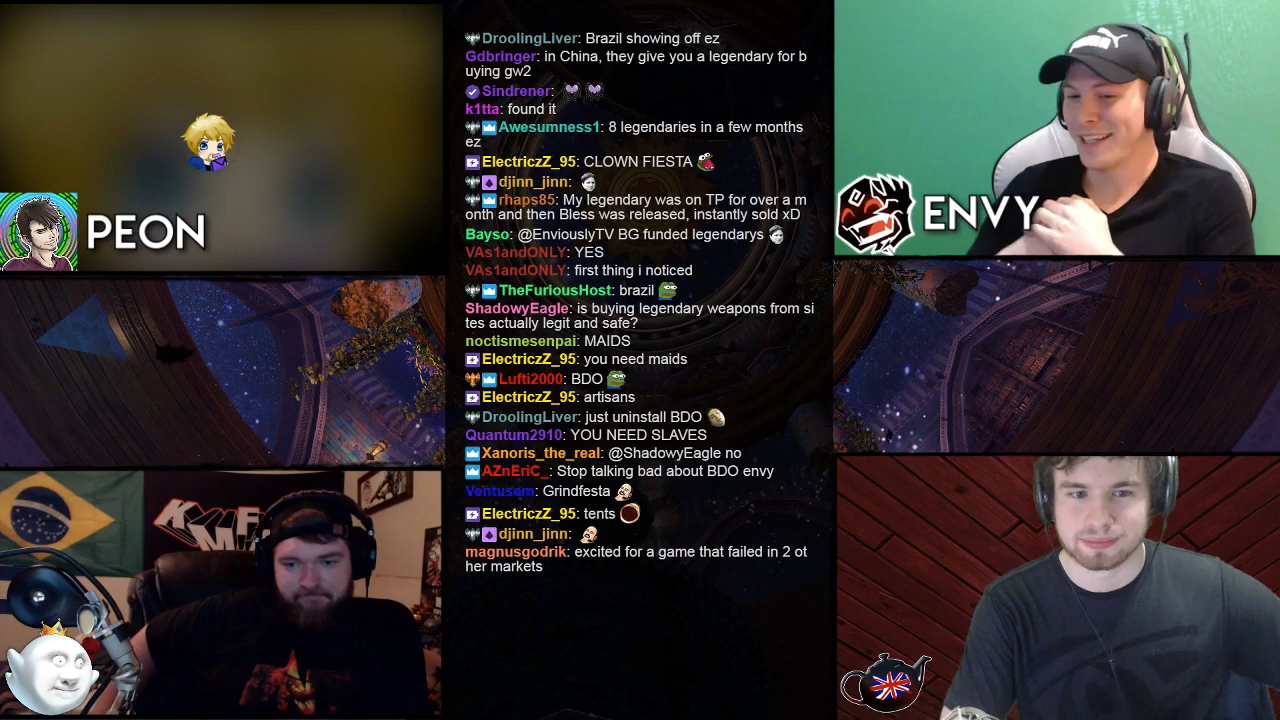 DroolingLiver: Brazil showing off ez
Gdbringer: in China, they give you a legendary for b
uying gw2
Sindrener:
k1tta: found it
Awesumness1: 8 legendaries in a few months
ez
ElectriczZ_95: CLOWN FIESTA
djinn_jinn:
rhaps85: My legendary was on TP for over a m
onth and then Bless was released, instantly sold xD
Bayso: @EnviouslyTV BG funded legendarys
VAs1andONLY: YES
VAs1andONLY: first thing i noticed
TheFuriousHost: brazil
ShadowyEagle: is buying legendary weapons from si
tes actually legit and safe?
noctismesenpai: MAIDS
ElectriczZ_95: you need maids
Lufti2000: BDO
ElectriczZ_95: artisans
DroolingLiver: just uninstall BDO
Quantum2910: YOU NEED SLAVES
Xanoris_the_real: @ShadowyEagle no
AZnEriC_: Stop talking bad about BDO envy
Ventusem: Grindfesta
ElectriczZ_95: tents
djinn_jinn:
magnusgodrik: excited for a game that failed in 2 ot
her markets
PEON
PUMA
ENVY